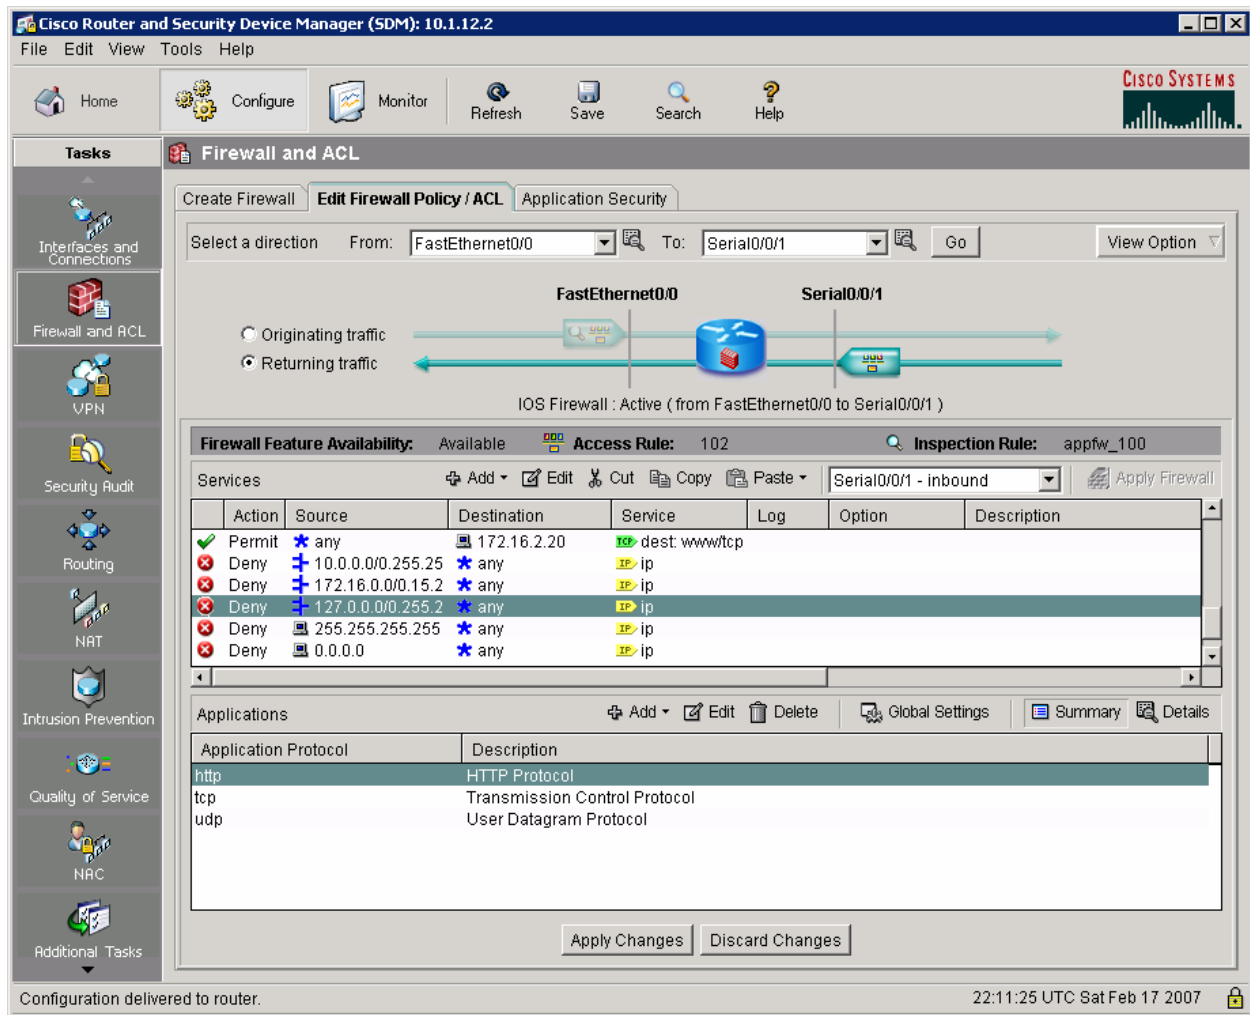 Cisco Router and Security Device Manager (SDM): 10.1.12.2
File Edit View Tools Help
Home Configure Monitor Refresh Save Search Help
CISCO SYSTEMS
Tasks
Firewall and ACL
Create Firewall Edit Firewall Policy / ACL Application Security
Interfaces and Connections
Select a direction From: FastEthernet0/0 To: Serial0/0/1 Go View Option
FastEthernet0/0 Serial0/0/1
Firewall and ACL
Originating traffic
Returning traffic
VPN
IOS Firewall : Active ( from FastEthernet0/0 to Serial0/0/1 )
Firewall Feature Availability: Available Access Rule: 102 Inspection Rule: appfw_100
Security Audit
Services Add Edit Cut Copy Paste Serial0/0/1 - inbound Apply Firewall
Action Source Destination Service Log Option Description
Permit any 172.16.2.20 TCP dest: www/tcp
Deny 10.0.0.0/0.255.25 any IP ip
Routing
Deny 172.16.0.0/0.15.2 any IP ip
Deny 127.0.0.0/0.255.2 any IP ip
Deny 255.255.255.255 any IP ip
NAT
Deny 0.0.0.0 any IP ip
Intrusion Prevention
Applications Add Edit Delete Global Settings Summary Details
Application Protocol Description
http HTTP Protocol
tcp Transmission Control Protocol
Quality of Service
udp User Datagram Protocol
NAC
Apply Changes Discard Changes
Additional Tasks
Configuration delivered to router. 22:11:25 UTC Sat Feb 17 2007